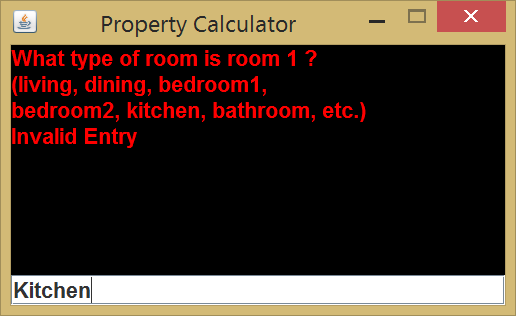 Property Calculator
What type of room is room 1 ?
(living, dining, bedroom1,
bedroom2, kitchen, bathroom, etc.)
Invalid Entry
Kitchen